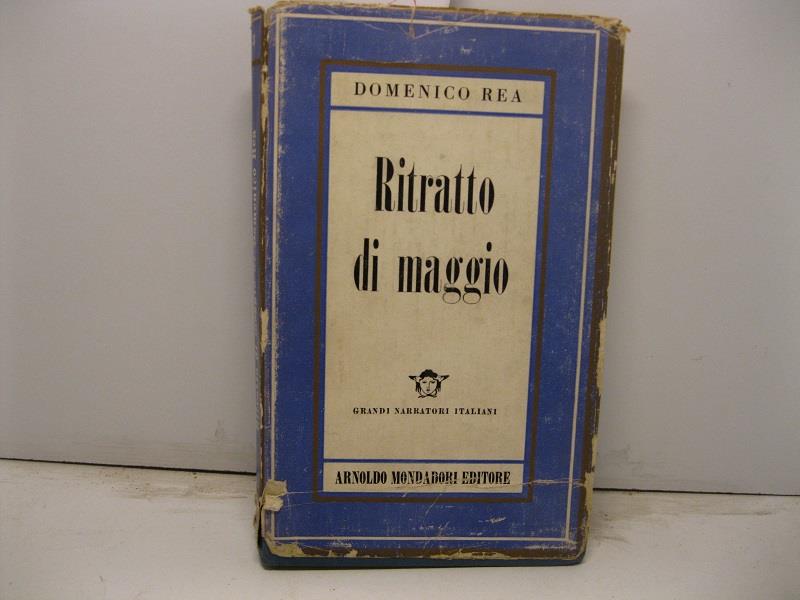 DOMENICO REA
Ritratto
di maggio
GRANDI NARRATORI ITALIANI
ARNOLDO MONDADORI EDITORE